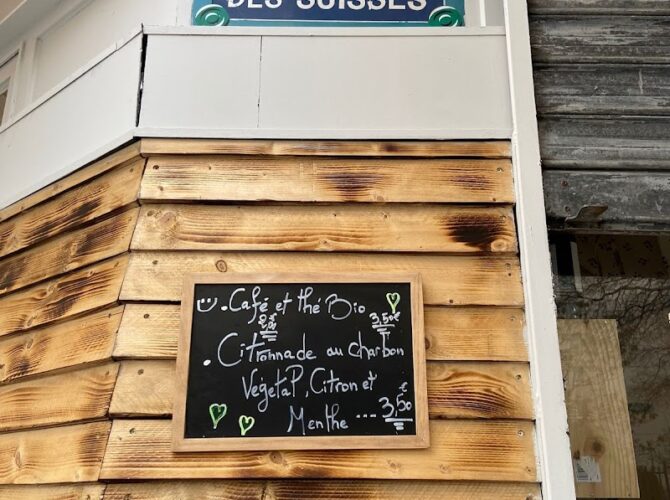 DES SUISSES
Café et thé Bio
3,50€
Citronnade au charbon
Végétal, Citron et
Menthe ... 3,50€